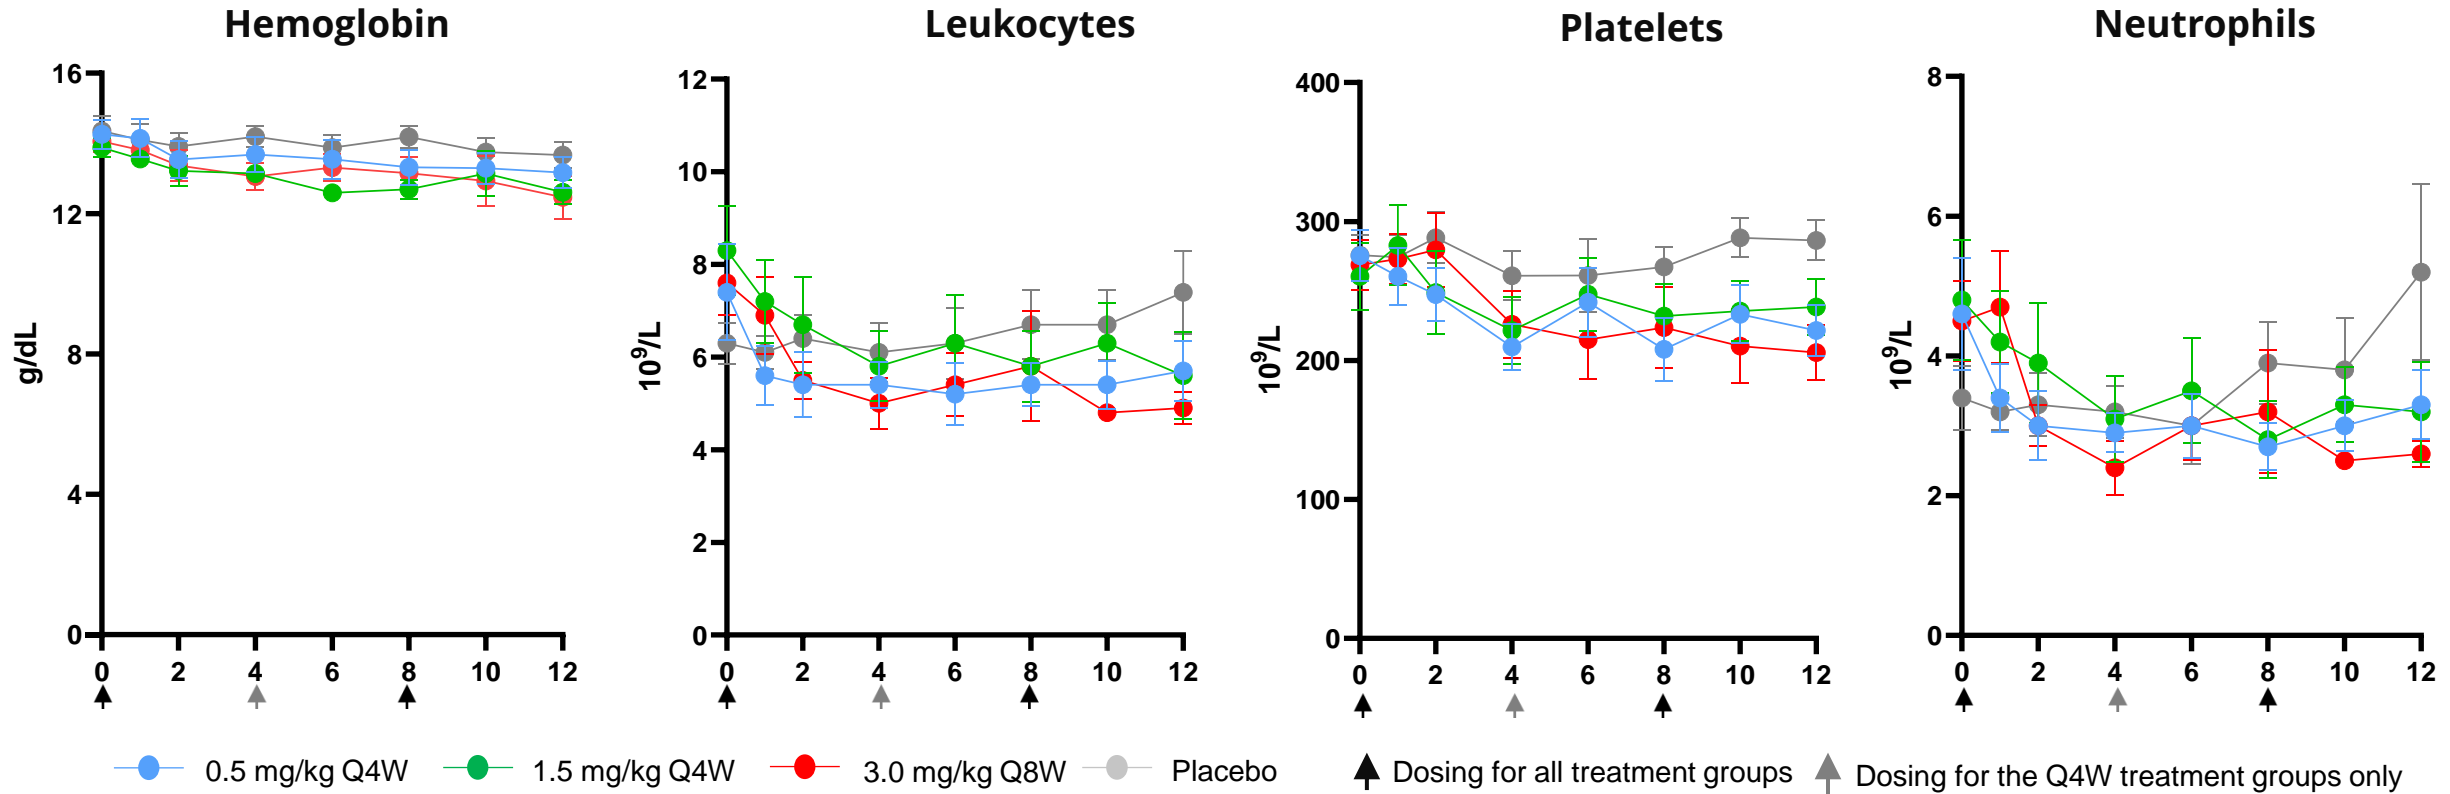 Hemoglobin
16
12
8
4
0
g/dL
0 2 4 6 8 10 12
Leukocytes
12
10
8
6
4
2
0
10⁹/L
0 2 4 6 8 10 12
Platelets
400
300
200
100
0
10⁹/L
0 2 4 6 8 10 12
Neutrophils
8
6
4
2
0
10⁹/L
0 2 4 6 8 10 12
0.5 mg/kg Q4W 1.5 mg/kg Q4W 3.0 mg/kg Q8W Placebo Dosing for all treatment groups Dosing for the Q4W treatment groups only